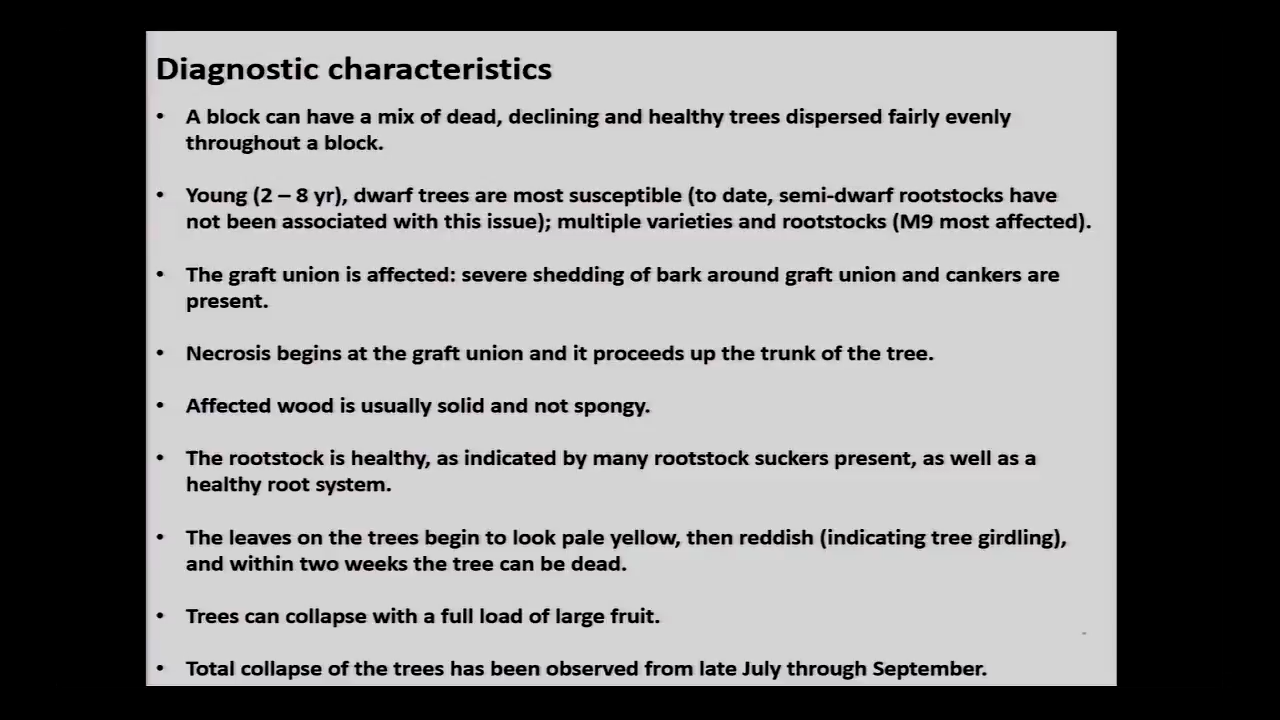 Diagnostic characteristics
• A block can have a mix of dead, declining and healthy trees dispersed fairly evenly
throughout a block.
• Young (2 – 8 yr), dwarf trees are most susceptible (to date, semi-dwarf rootstocks have
not been associated with this issue); multiple varieties and rootstocks (M9 most affected).
• The graft union is affected: severe shedding of bark around graft union and cankers are
present.
• Necrosis begins at the graft union and it proceeds up the trunk of the tree.
• Affected wood is usually solid and not spongy.
• The rootstock is healthy, as indicated by many rootstock suckers present, as well as a
healthy root system.
• The leaves on the trees begin to look pale yellow, then reddish (indicating tree girdling),
and within two weeks the tree can be dead.
• Trees can collapse with a full load of large fruit.
• Total collapse of the trees has been observed from late July through September.